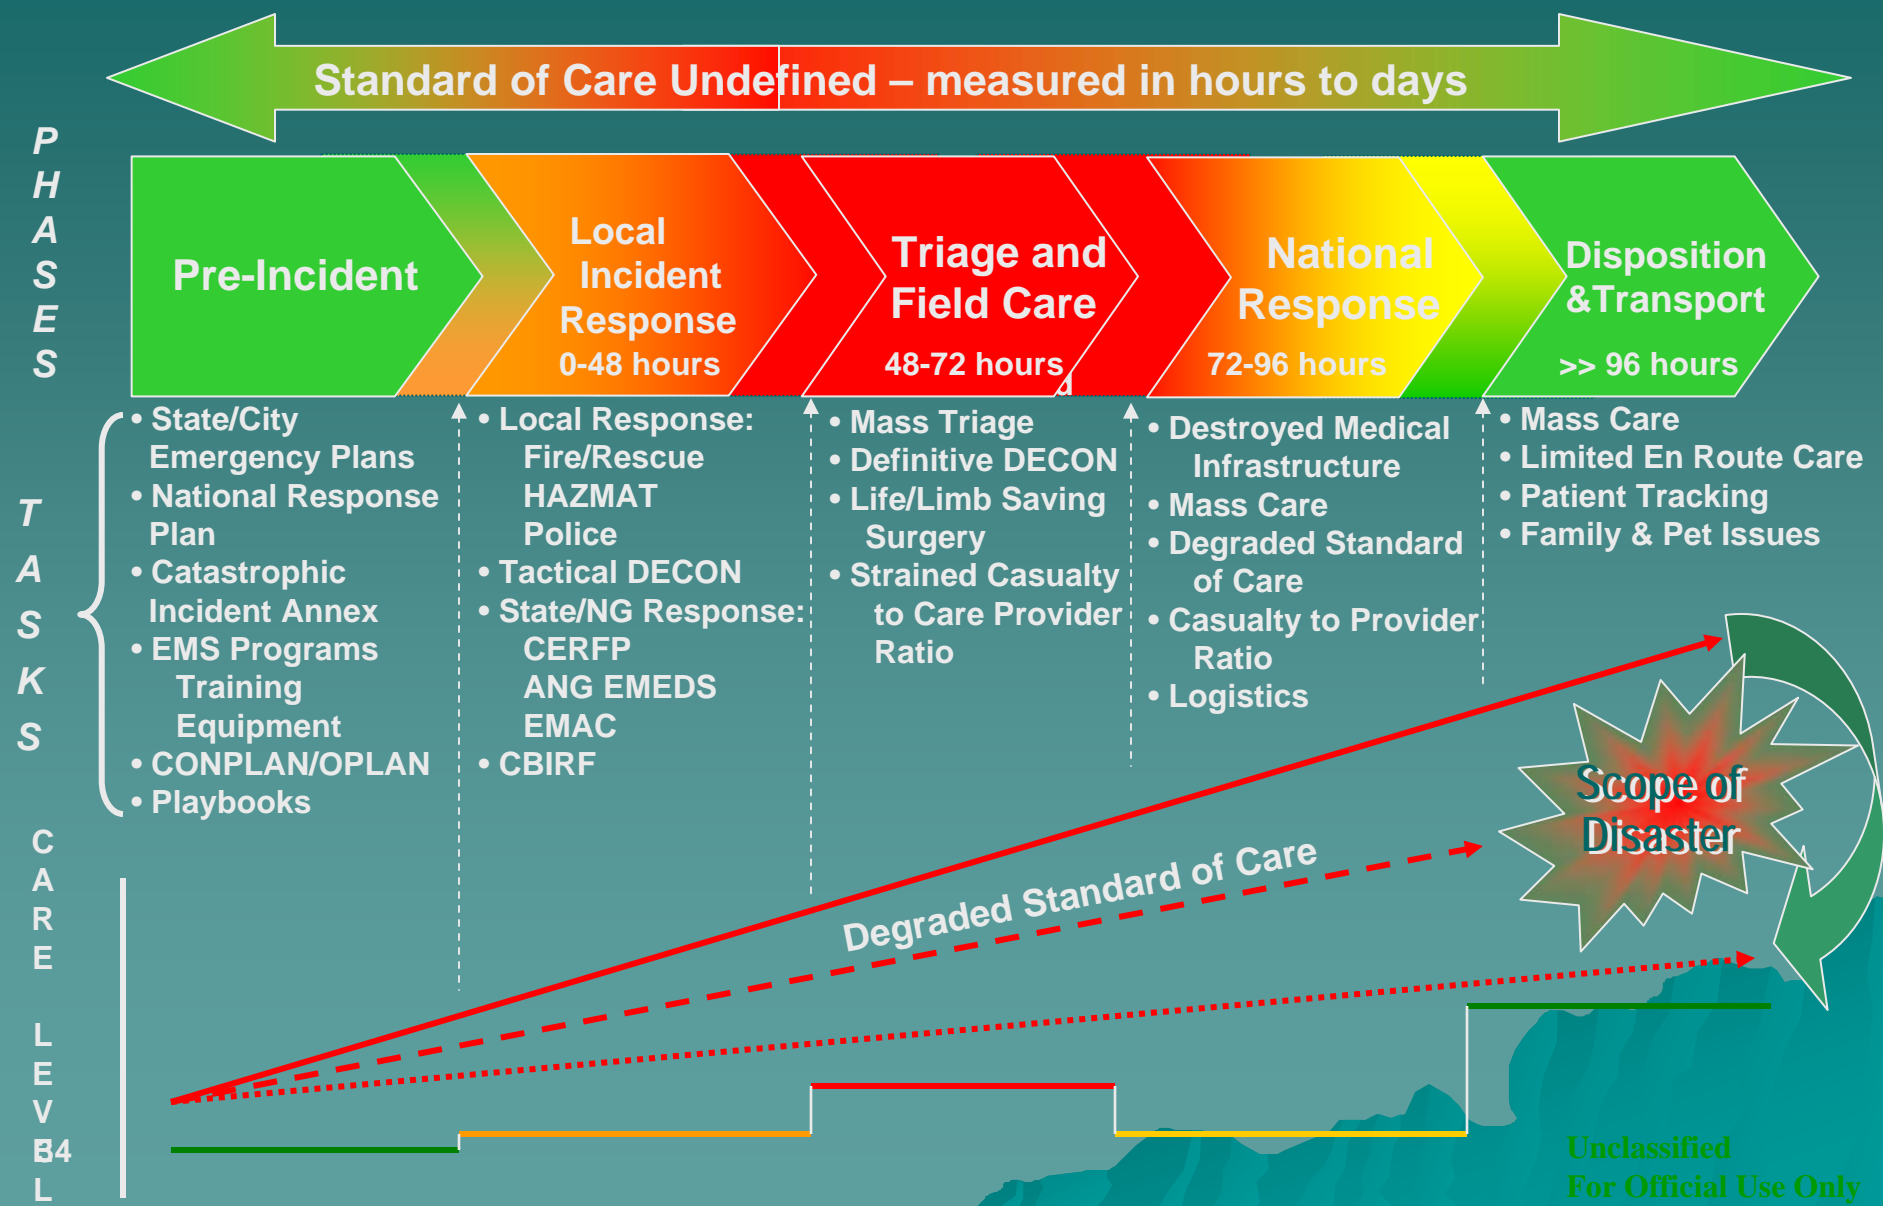 Standard of Care Undefined – measured in hours to days
PHASES
Pre-Incident
Local
Incident
Response
0-48 hours
Triage and
Field Care
48-72 hours
National
Response
72-96 hours
Disposition
&Transport
>> 96 hours
TASKS
• State/City
Emergency Plans
• National Response
Plan
• Catastrophic
Incident Annex
• EMS Programs
Training
Equipment
• CONPLAN/OPLAN
• Playbooks
• Local Response:
Fire/Rescue
HAZMAT
Police
• Tactical DECON
• State/NG Response:
CERFP
ANG EMEDS
EMAC
• CBIRF
• Mass Triage
• Definitive DECON
• Life/Limb Saving
Surgery
• Strained Casualty
to Care Provider
Ratio
• Destroyed Medical
Infrastructure
• Mass Care
• Degraded Standard
of Care
• Casualty to Provider
Ratio
• Logistics
• Mass Care
• Limited En Route Care
• Patient Tracking
• Family & Pet Issues
Scope of
Disaster
Degraded Standard of Care
CARE LEVEL
34
Unclassified
For Official Use Only